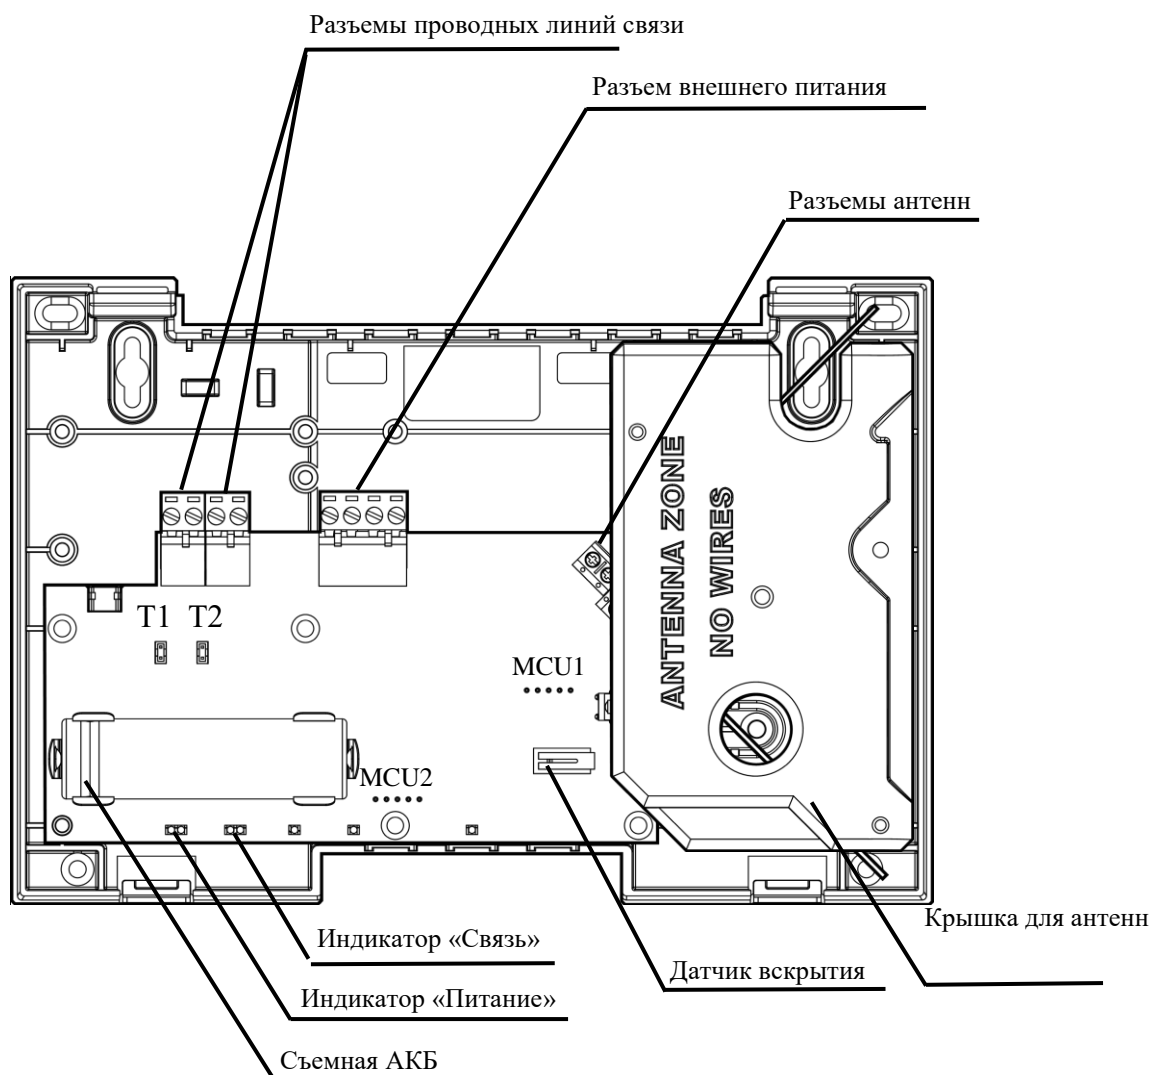 Разъемы проводных линий связи
Разъем внешнего питания
Разъемы антенн
ANTENNA ZONE
NO WIRES
T1 T2
MCU1
MCU2
Крышка для антенн
Индикатор «Связь»
Датчик вскрытия
Индикатор «Питание»
Съемная АКБ